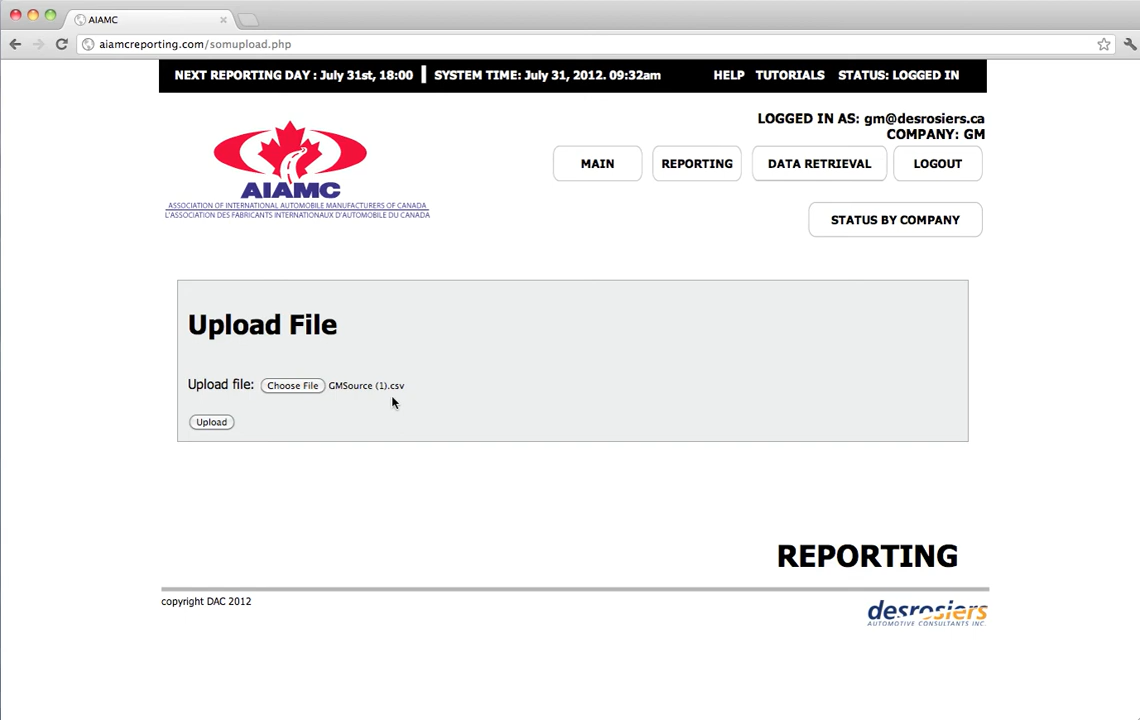 AIAMC
aiamcreporting.com/somupload.php
NEXT REPORTING DAY : July 31st, 18:00 | SYSTEM TIME: July 31, 2012. 09:32am HELP TUTORIALS STATUS: LOGGED IN
LOGGED IN AS: gm@desrosiers.ca
COMPANY: GM
MAIN REPORTING DATA RETRIEVAL LOGOUT
AIAMC
ASSOCIATION OF INTERNATIONAL AUTOMOBILE MANUFACTURERS OF CANADA
L'ASSOCIATION DES FABRICANTS INTERNATIONAUX D'AUTOMOBILE DU CANADA
STATUS BY COMPANY
Upload File
Upload file: Choose File GMSource (1).csv
Upload
REPORTING
copyright DAC 2012
desrosiers
AUTOMOTIVE CONSULTANTS INC.